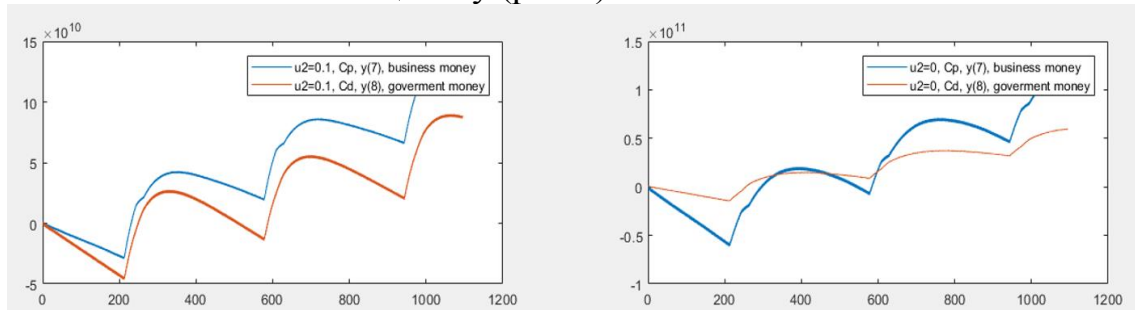 ×10^10
15
10
5
0
-5
0 200 400 600 800 1000 1200
u2=0.1, Cp, y(7), business money
u2=0.1, Cd, y(8), goverment money
×10^11
1.5
1
0.5
0
-0.5
-1
0 200 400 600 800 1000 1200
u2=0, Cp, y(7), business money
u2=0, Cd, y(8), goverment money